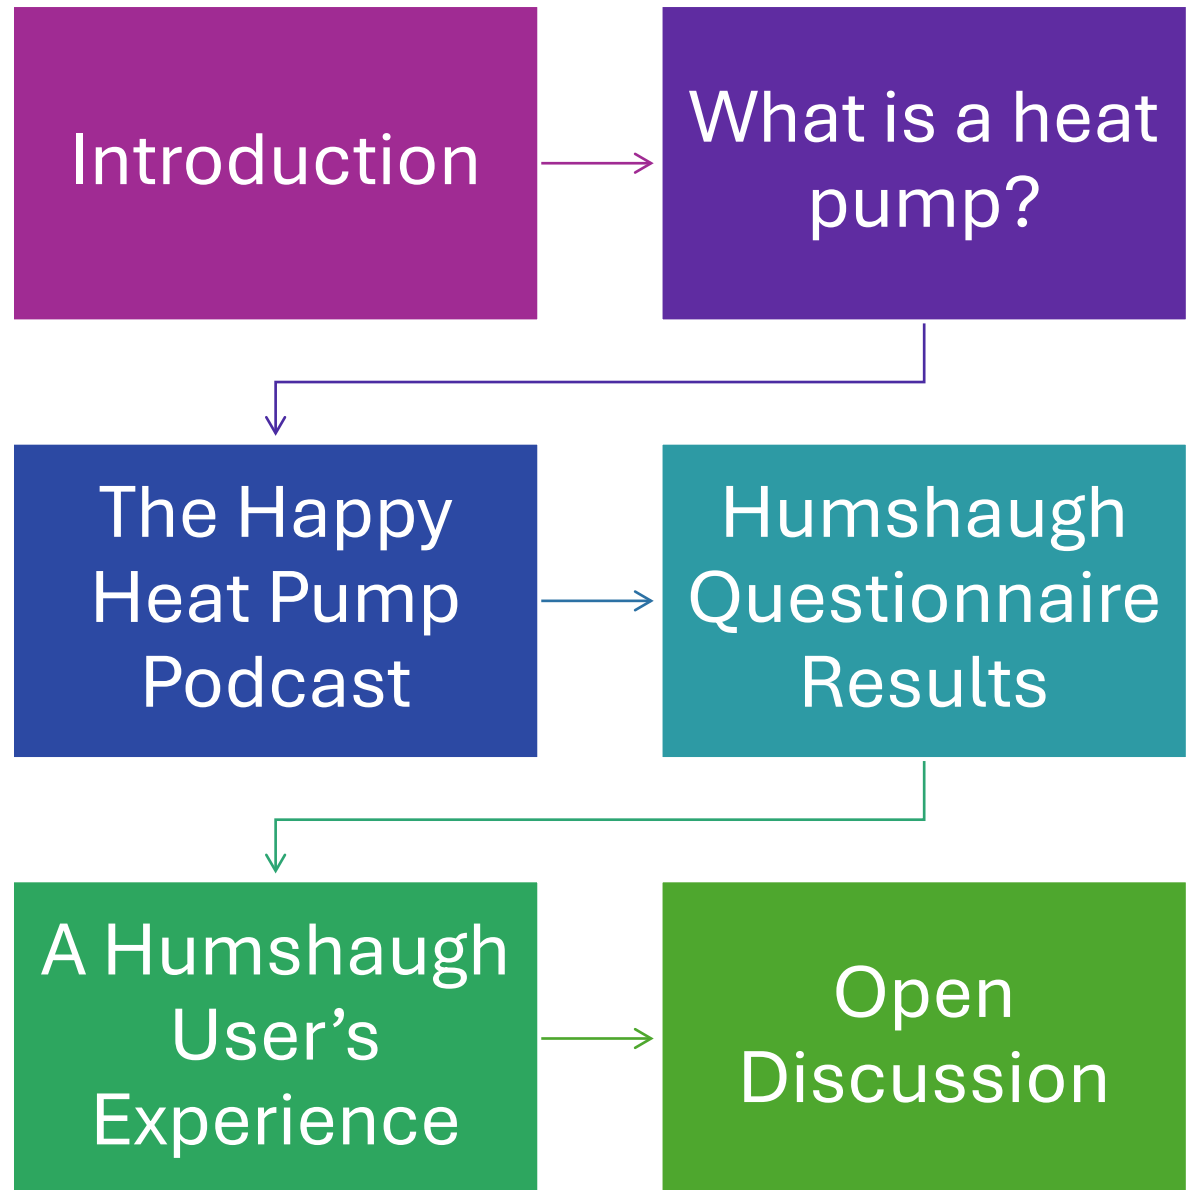 Introduction
What is a heat
pump?
The Happy
Heat Pump
Podcast
Humshaugh
Questionnaire
Results
A Humshaugh
User’s
Experience
Open
Discussion